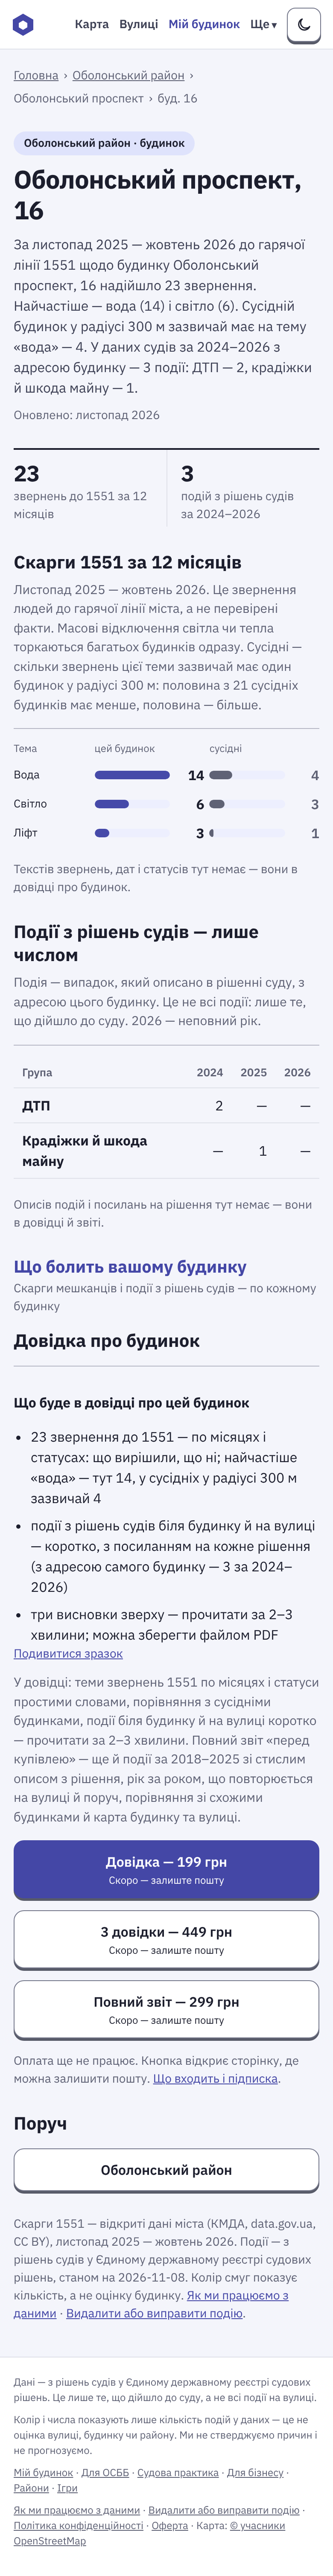 Карта Вулиці Мій будинок Ще ▾
Головна › Оболонський район ›
Оболонський проспект › буд. 16
Оболонський район · будинок
Оболонський проспект,
16
За листопад 2025 — жовтень 2026 до гарячої
лінії 1551 щодо будинку Оболонський
проспект, 16 надійшло 23 звернення.
Найчастіше — вода (14) і світло (6). Сусідній
будинок у радіусі 300 м зазвичай має на тему
«вода» — 4. У даних судів за 2024–2026 з
адресою будинку — 3 події: ДТП — 2, крадіжки
й шкода майну — 1.
Оновлено: листопад 2026
23
звернень до 1551 за 12
місяців
3
подій з рішень судів
за 2024–2026
Скарги 1551 за 12 місяців
Листопад 2025 — жовтень 2026. Це звернення
людей до гарячої лінії міста, а не перевірені
факти. Масові відключення світла чи тепла
торкаються багатьох будинків одразу. Сусідні —
скільки звернень цієї теми зазвичай має один
будинок у радіусі 300 м: половина з 21 сусідніх
будинків має менше, половина — більше.
Тема цей будинок сусідні
Вода 14 4
Світло 6 3
Ліфт 3 1
Текстів звернень, дат і статусів тут немає — вони в
довідці про будинок.
Події з рішень судів — лише
числом
Подія — випадок, який описано в рішенні суду, з
адресою цього будинку. Це не всі події: лише те,
що дійшло до суду. 2026 — неповний рік.
Група 2024 2025 2026
ДТП 2 — —
Крадіжки й шкода
майну — 1 —
Описів подій і посилань на рішення тут немає — вони
в довідці й звіті.
Що болить вашому будинку
Скарги мешканців і події з рішень судів — по кожному
будинку
Довідка про будинок
Що буде в довідці про цей будинок
• 23 звернення до 1551 — по місяцях і
статусах: що вирішили, що ні; найчастіше
«вода» — тут 14, у сусідніх у радіусі 300 м
зазвичай 4
• події з рішень судів біля будинку й на вулиці
— коротко, з посиланням на кожне рішення
(з адресою самого будинку — 3 за 2024–
2026)
• три висновки зверху — прочитати за 2–3
хвилини; можна зберегти файлом PDF
Подивитися зразок
У довідці: теми звернень 1551 по місяцях і статуси
простими словами, порівняння з сусідніми
будинками, події біля будинку й на вулиці коротко
— прочитати за 2–3 хвилини. Повний звіт «перед
купівлею» — ще й події за 2018–2025 зі стислим
описом з рішення, рік за роком, що повторюється
на вулиці й поруч, порівняння зі схожими
будинками й карта будинку та вулиці.
Довідка — 199 грн
Скоро — залиште пошту
3 довідки — 449 грн
Скоро — залиште пошту
Повний звіт — 299 грн
Скоро — залиште пошту
Оплата ще не працює. Кнопка відкриє сторінку, де
можна залишити пошту. Що входить і підписка.
Поруч
Оболонський район
Скарги 1551 — відкриті дані міста (КМДА, data.gov.ua,
CC BY), листопад 2025 — жовтень 2026. Події — з
рішень судів у Єдиному державному реєстрі судових
рішень, станом на 2026-11-08. Колір смуг показує
кількість, а не оцінку будинку. Як ми працюємо з
даними · Видалити або виправити подію.
Дані — з рішень судів у Єдиному державному реєстрі судових
рішень. Це лише те, що дійшло до суду, а не всі події на вулиці.
Колір і числа показують лише кількість подій у даних — це не
оцінка вулиці, будинку чи району. Ми не стверджуємо причин і
не прогнозуємо.
Мій будинок · Для ОСББ · Судова практика · Для бізнесу ·
Райони · Ігри
Як ми працюємо з даними · Видалити або виправити подію ·
Політика конфіденційності · Оферта · Карта: © учасники
OpenStreetMap